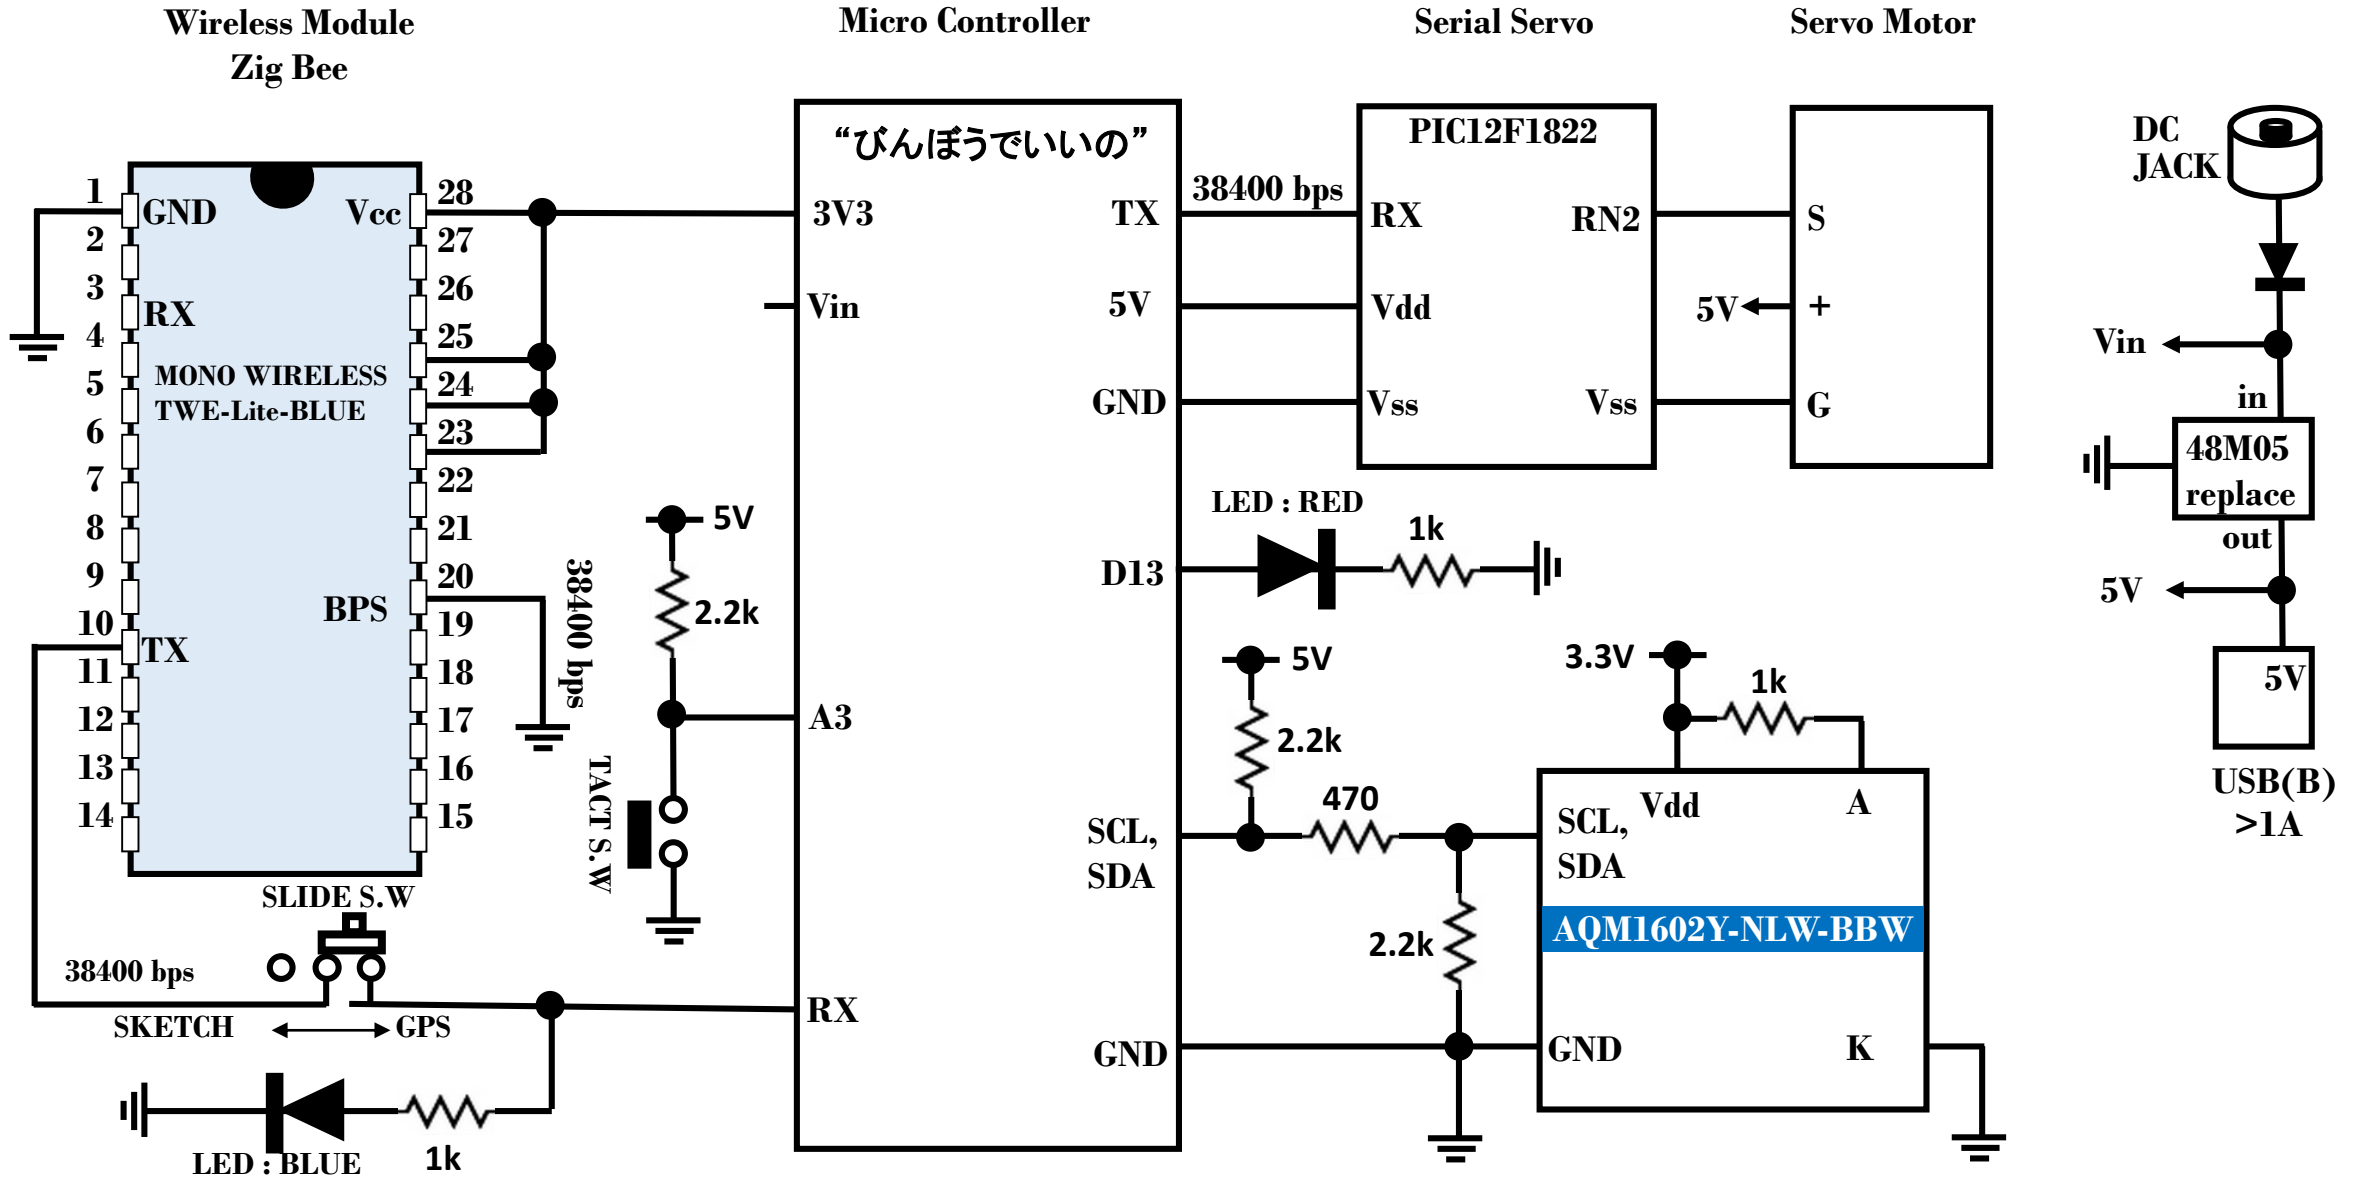 Wireless Module
Zig Bee
Micro Controller
Serial Servo
Servo Motor
1
2
3
4
5
6
7
8
9
10
11
12
13
14
GND
RX
MONO WIRELESS
TWE-Lite-BLUE
TX
Vcc
BPS
28
27
26
25
24
23
22
21
20
19
18
17
16
15
38400 bps
5V
2.2k
TACT S.W
SLIDE S.W
38400 bps
SKETCH
GPS
LED : BLUE
1k
“びんぼうでいいの”
3V3
Vin
A3
RX
TX
5V
GND
D13
SCL,
SDA
GND
38400 bps
PIC12F1822
RX
RN2
Vdd
Vss
Vss
S
5V
+
G
LED : RED
1k
5V
2.2k
470
2.2k
3.3V
1k
SCL,
SDA
Vdd
A
AQM1602Y-NLW-BBW
GND
K
DC
JACK
Vin
in
48M05
replace
out
5V
5V
USB(B)
>1A